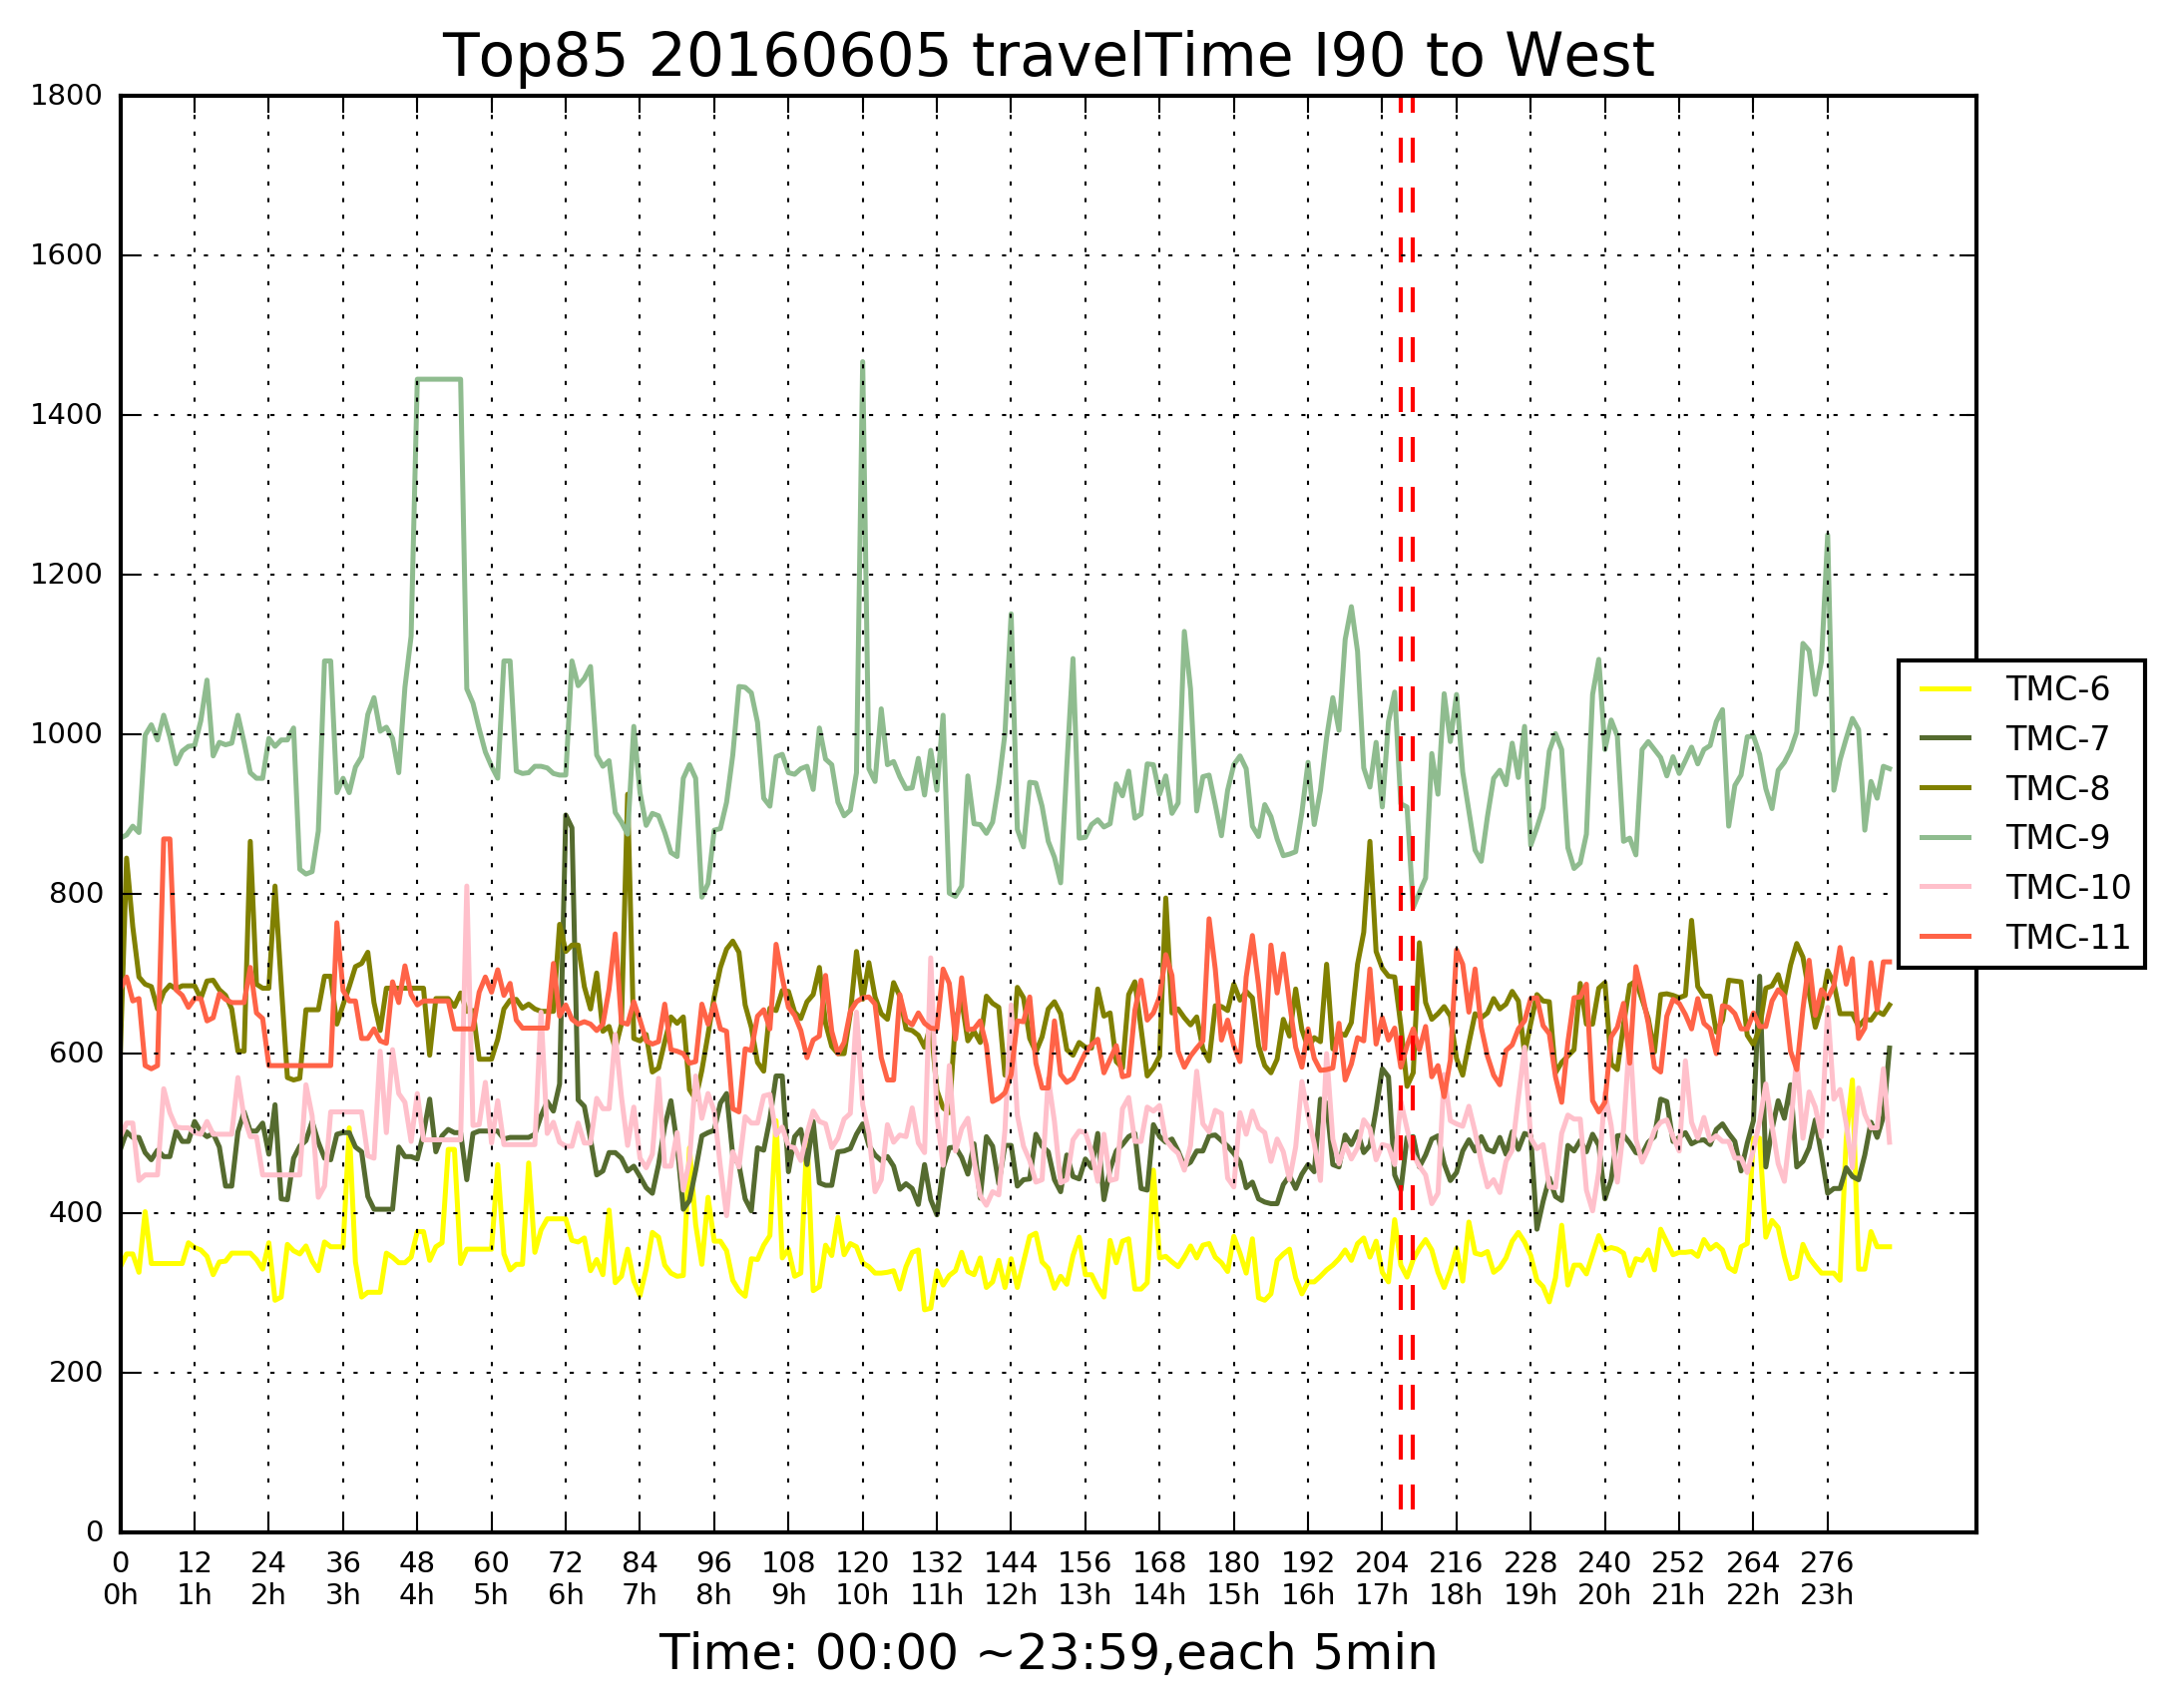 Top85 20160605 travelTime I90 to West
1800
1600
1400
1200
1000
800
600
400
200
0
TMC-6
TMC-7
TMC-8
TMC-9
TMC-10
TMC-11
0 12 24 36 48 60 72 84 96 108 120 132 144 156 168 180 192 204 216 228 240 252 264 276
0h 1h 2h 3h 4h 5h 6h 7h 8h 9h 10h 11h 12h 13h 14h 15h 16h 17h 18h 19h 20h 21h 22h 23h
Time: 00:00 ~23:59,each 5min